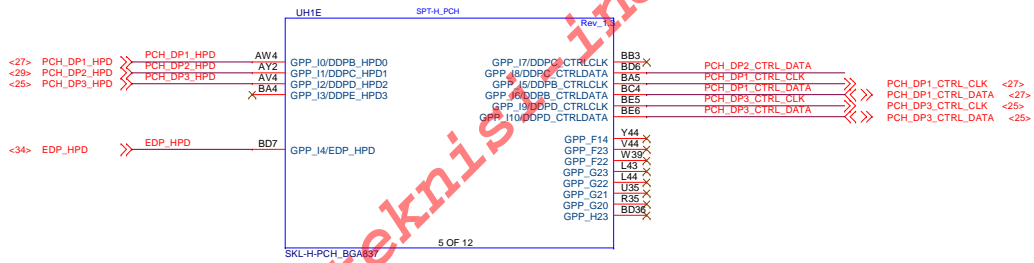 UH1E
SPT-H_PCH
Rev_1.3
<27> PCH_DP1_HPD PCH_DP1_HPD AW4 GPP_I0/DDPB_HPD0
<29> PCH_DP2_HPD PCH_DP2_HPD AY2 GPP_I1/DDPC_HPD1
<25> PCH_DP3_HPD PCH_DP3_HPD AV4 GPP_I2/DDPD_HPD2
BA4 GPP_I3/DDPE_HPD3
<34> EDP_HPD EDP_HPD BD7 GPP_I4/EDP_HPD
GPP_I7/DDPC_CTRLCLK BB3
GPP_I8/DDPC_CTRLDATA BD6 PCH_DP2_CTRL_DATA
GPP_I5/DDPB_CTRLCLK BA5 PCH_DP1_CTRL_CLK PCH_DP1_CTRL_CLK <27>
GPP_I6/DDPB_CTRLDATA BC4 PCH_DP1_CTRL_DATA PCH_DP1_CTRL_DATA <27>
GPP_I9/DDPD_CTRLCLK BE5 PCH_DP3_CTRL_CLK PCH_DP3_CTRL_CLK <25>
GPP_I10/DDPD_CTRLDATA BE6 PCH_DP3_CTRL_DATA PCH_DP3_CTRL_DATA <25>
GPP_F14 Y44
GPP_F23 V44
GPP_F22 W39
GPP_G23 L43
GPP_G22 L44
GPP_G21 U35
GPP_G20 R35
GPP_H23 BD36
5 OF 12
SKL-H-PCH_BGA837
teknisi-in